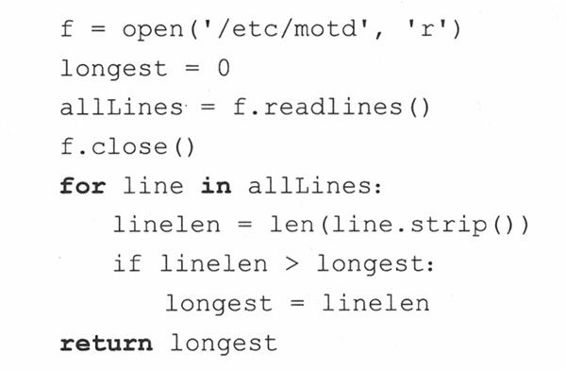 f = open('/etc/motd', 'r')
longest = 0
allLines = f.readlines()
f.close()
for line in allLines:
    linelen = len(line.strip())
    if linelen > longest:
        longest = linelen
return longest